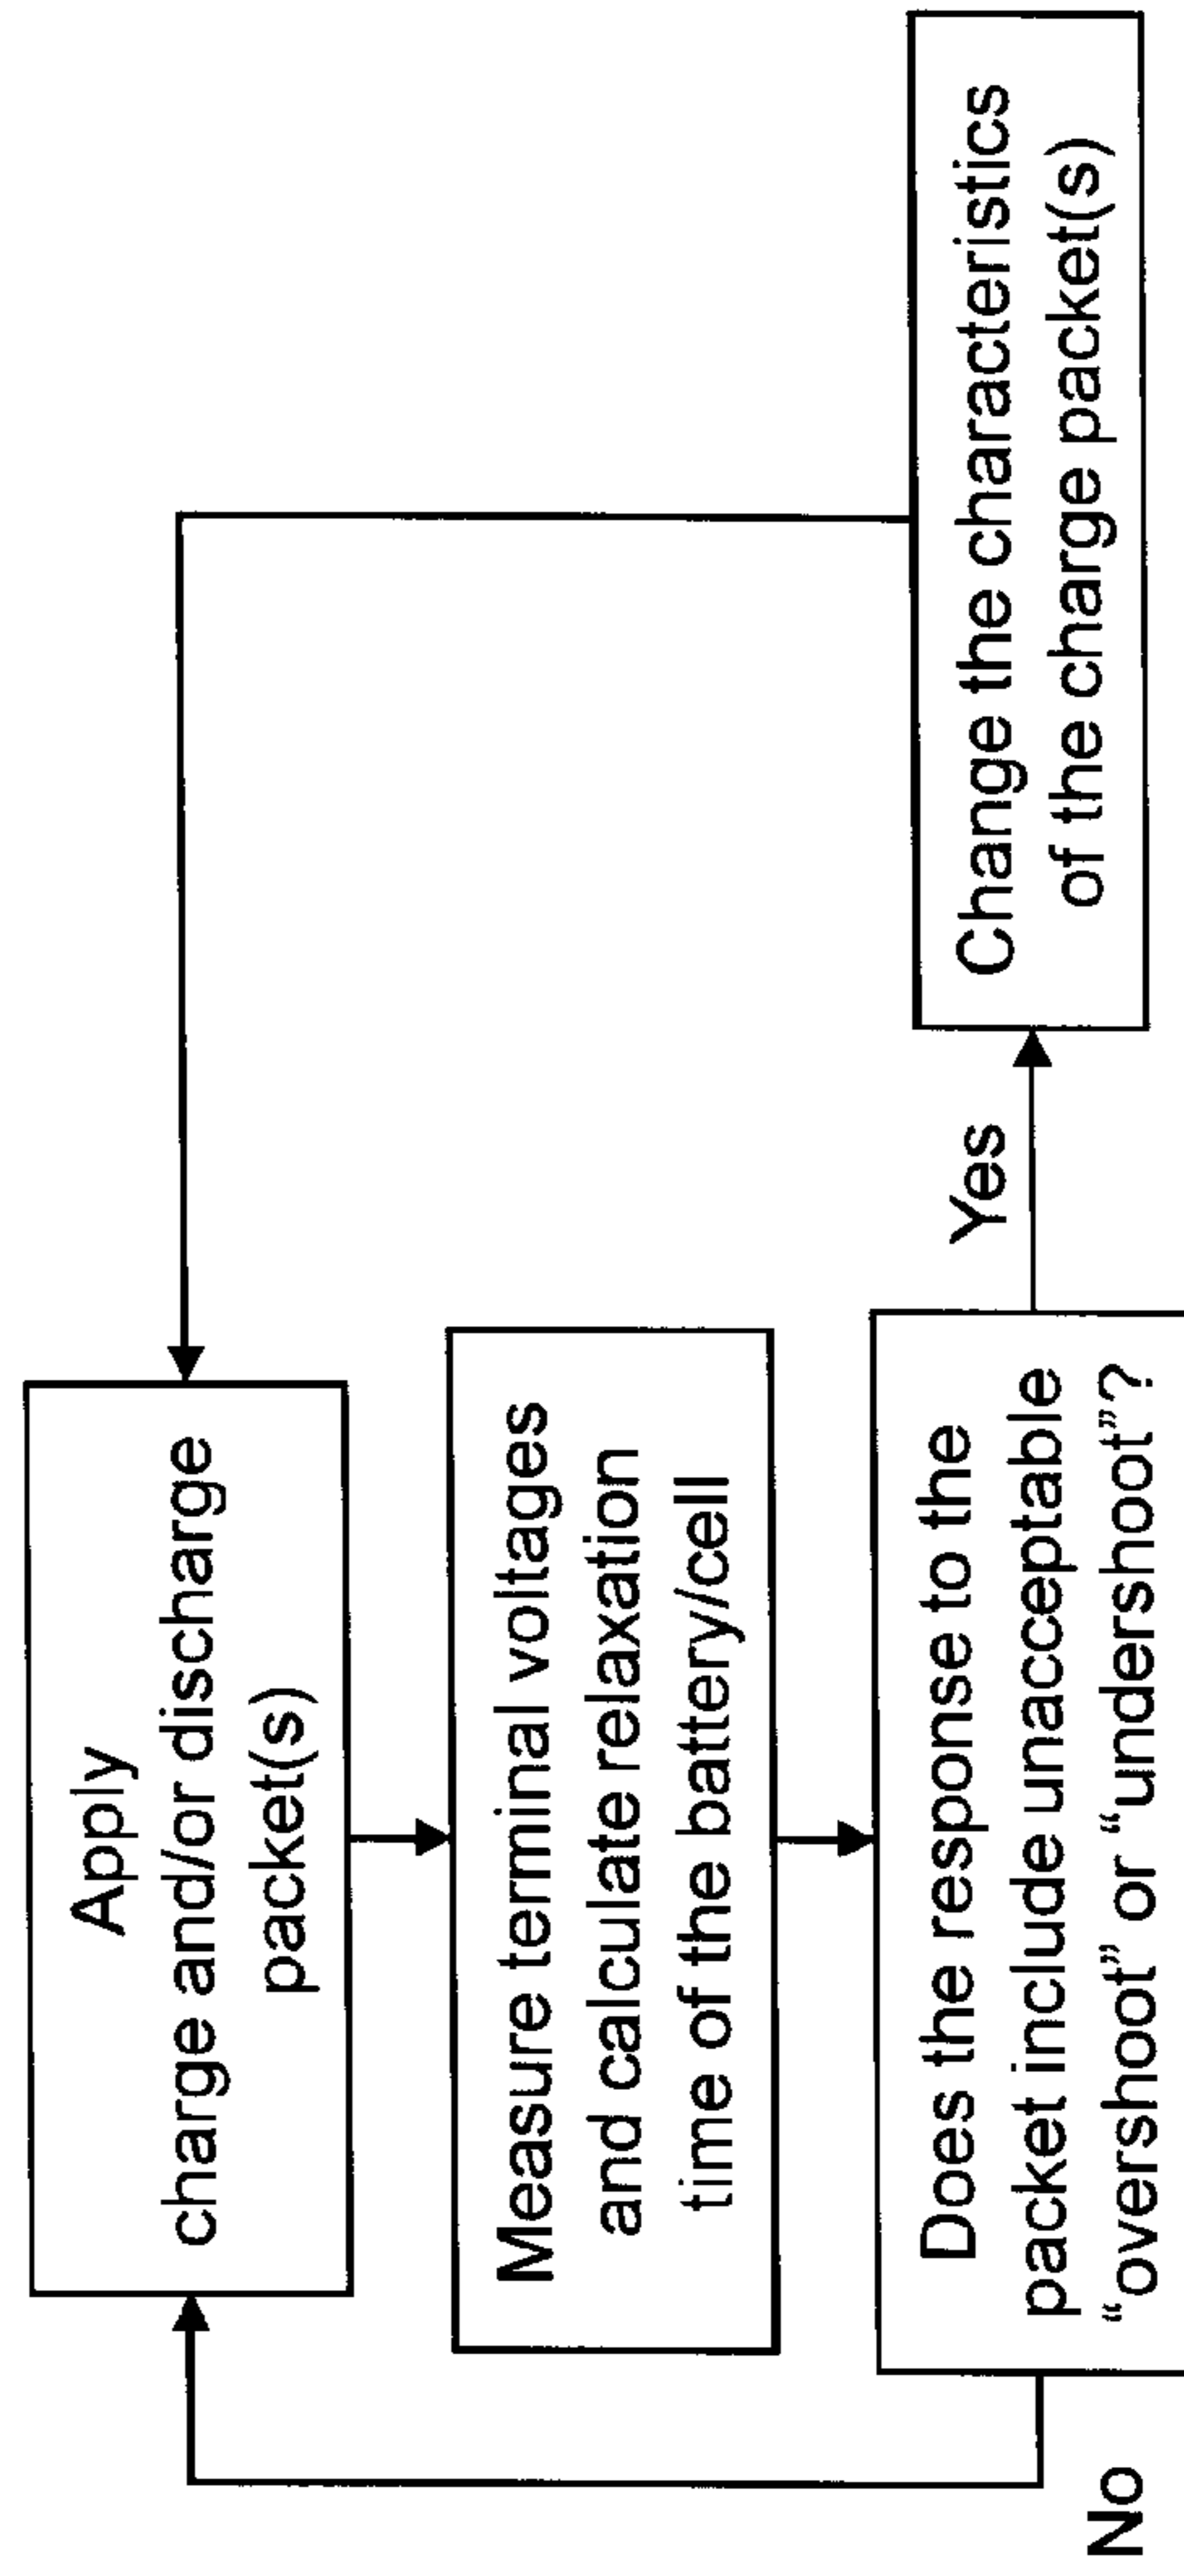 Apply
charge and/or discharge
packet(s)
Measure terminal voltages
and calculate relaxation
time of the battery/cell
Does the response to the
packet include unacceptable
“overshoot” or “undershoot”?
No
Yes
Change the characteristics
of the charge packet(s)